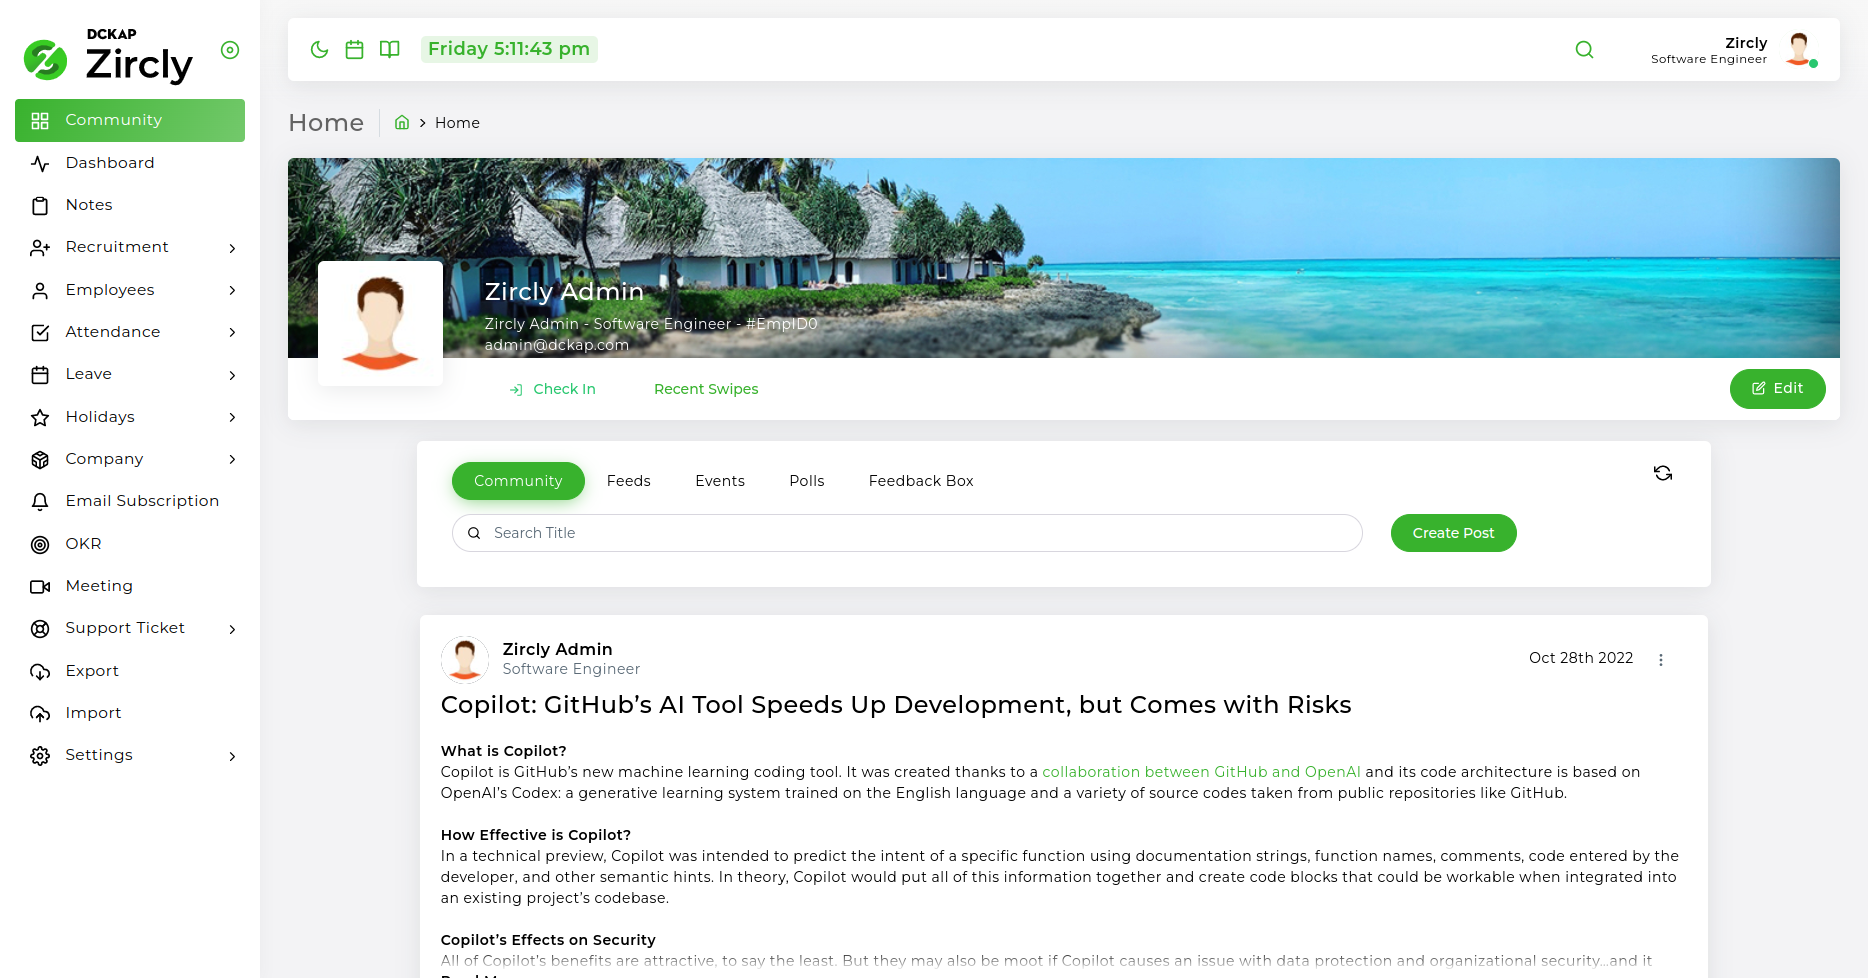 DCKAP
Zircly
Community
Dashboard
Notes
Recruitment
Employees
Attendance
Leave
Holidays
Company
Email Subscription
OKR
Meeting
Support Ticket
Export
Import
Settings
Friday 5:11:43 pm
Zircly
Software Engineer
Home
Home
Zircly Admin
Zircly Admin - Software Engineer - #EmpID0
admin@dckap.com
Check In
Recent Swipes
Edit
Community
Feeds
Events
Polls
Feedback Box
Search Title
Create Post
Zircly Admin
Software Engineer
Oct 28th 2022
Copilot: GitHub’s AI Tool Speeds Up Development, but Comes with Risks
What is Copilot?
Copilot is GitHub’s new machine learning coding tool. It was created thanks to a collaboration between GitHub and OpenAI and its code architecture is based on
OpenAI’s Codex: a generative learning system trained on the English language and a variety of source codes taken from public repositories like GitHub.
How Effective is Copilot?
In a technical preview, Copilot was intended to predict the intent of a specific function using documentation strings, function names, comments, code entered by the
developer, and other semantic hints. In theory, Copilot would put all of this information together and create code blocks that could be workable when integrated into
an existing project’s codebase.
Copilot’s Effects on Security
All of Copilot’s benefits are attractive, to say the least. But they may also be moot if Copilot causes an issue with data protection and organizational security…and it